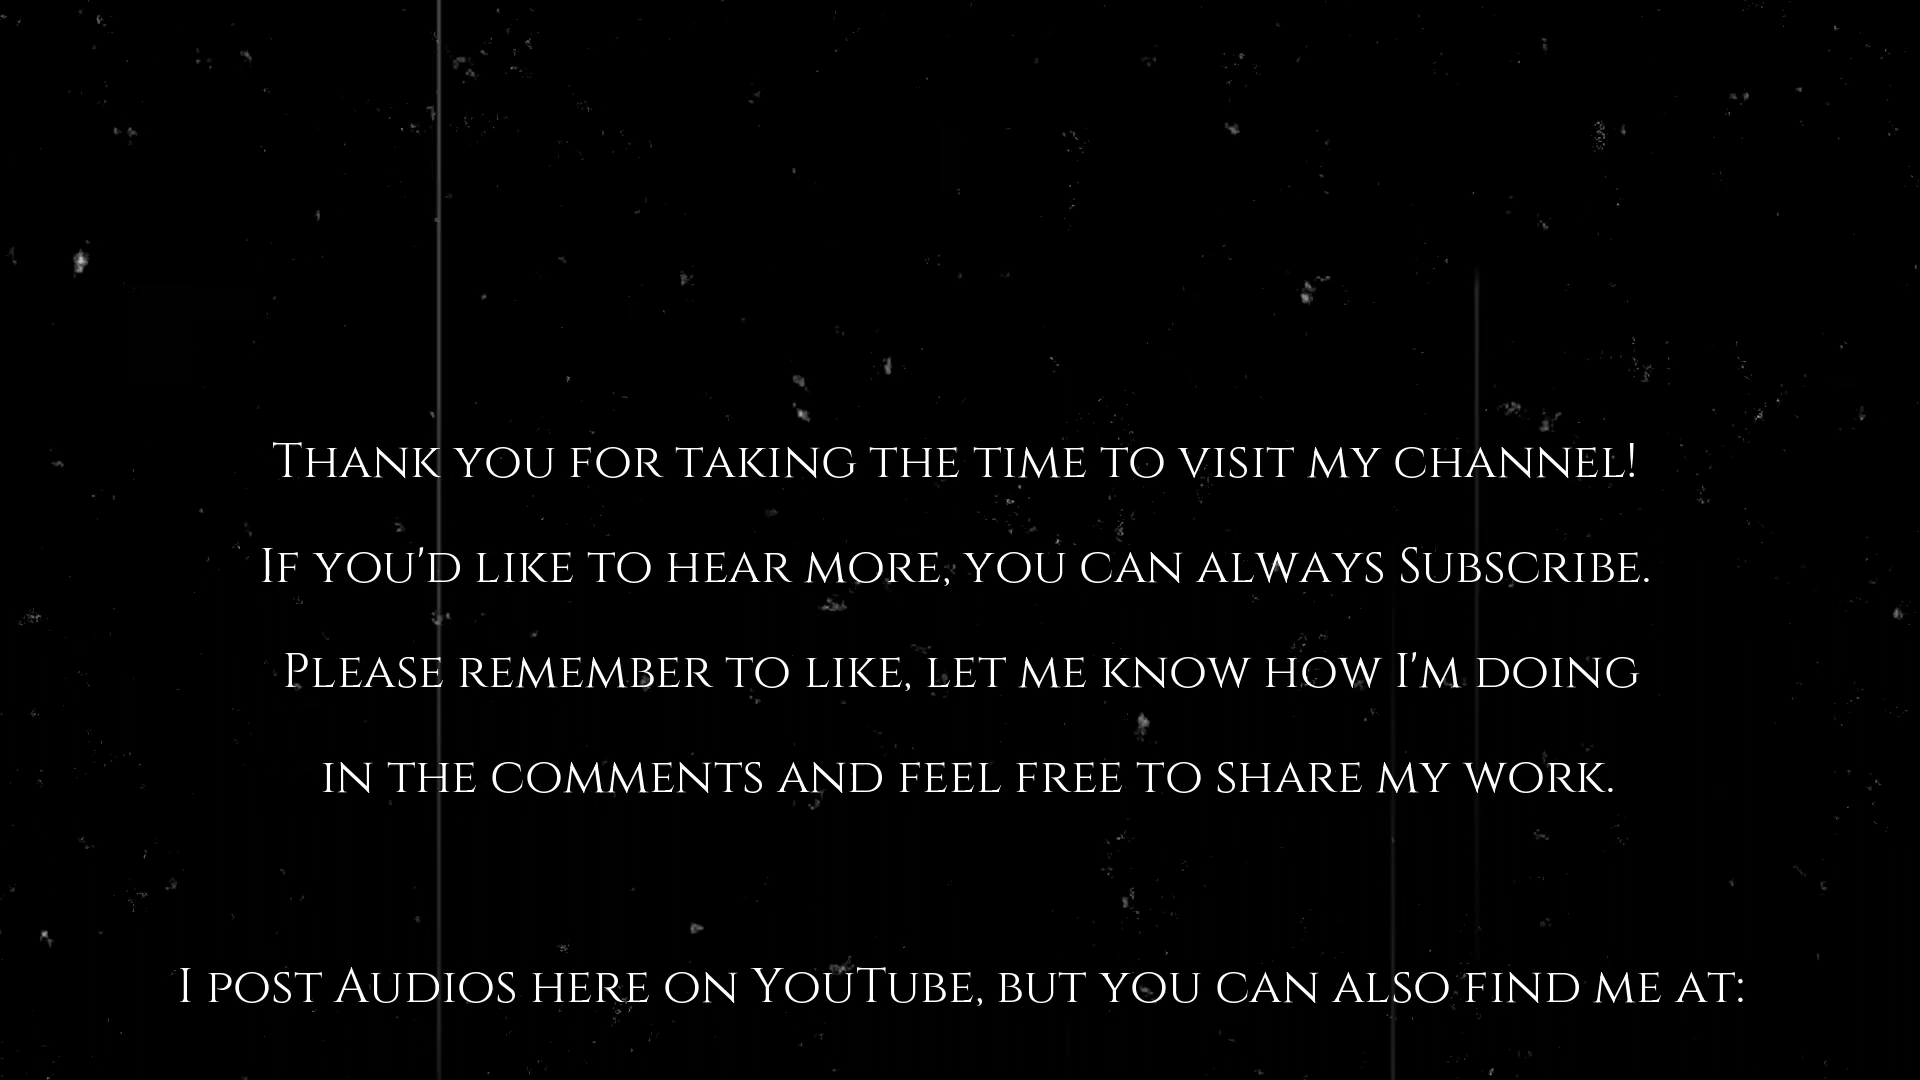 Thank you for taking the time to visit my channel!
If you'd like to hear more, you can always Subscribe.
Please remember to like, let me know how I'm doing
in the comments and feel free to share my work.
I post Audios here on YouTube, but you can also find me at: